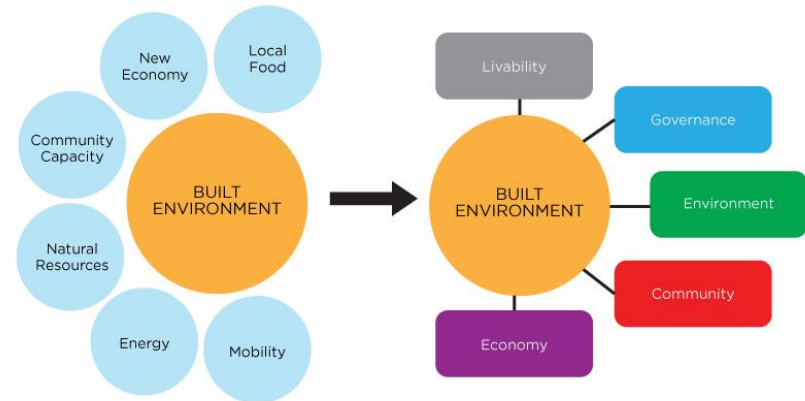 New
Economy
Local
Food
Community
Capacity
BUILT
ENVIRONMENT
Natural
Resources
Energy
Mobility
Livability
Governance
BUILT
ENVIRONMENT
Environment
Community
Economy